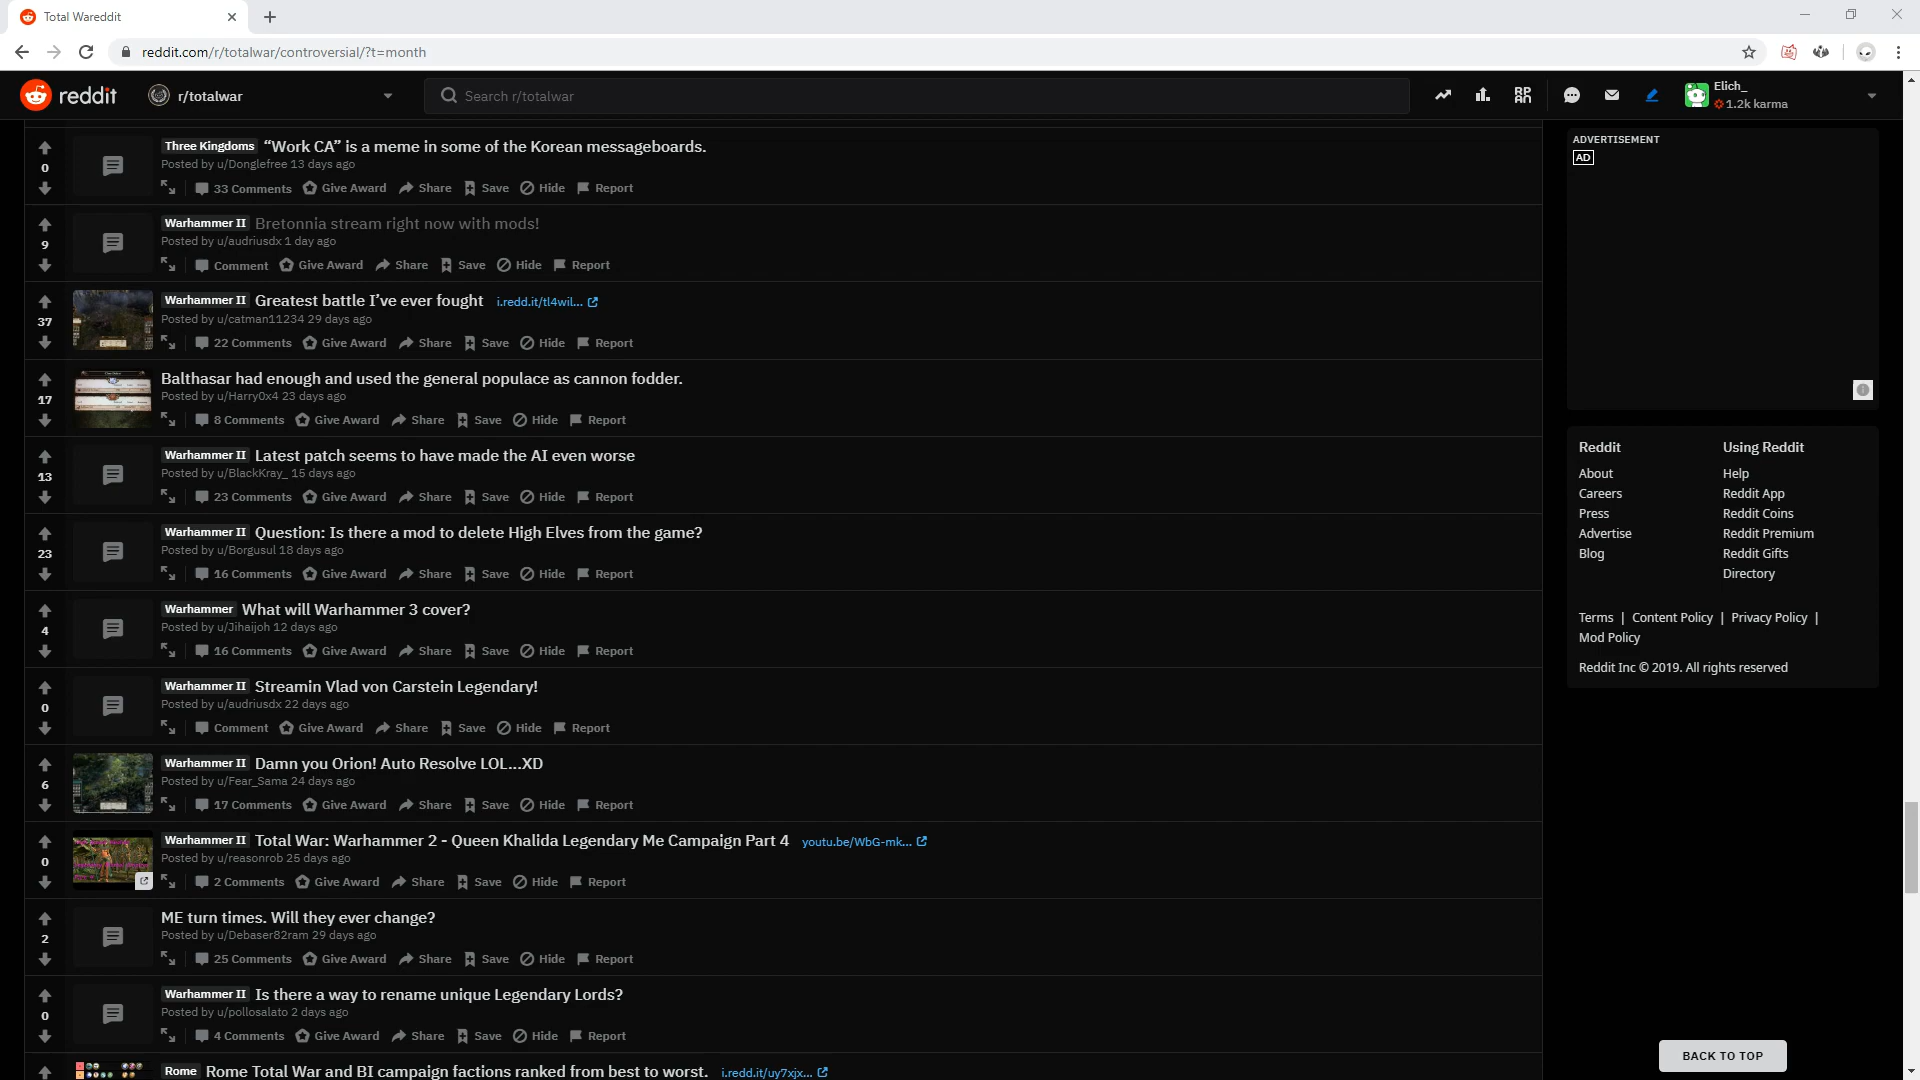 Total Wareddit
reddit.com/r/totalwar/controversial/?t=month
reddit
r/totalwar
Search r/totalwar
Elich_
1.2k karma
Three Kingdoms “Work CA” is a meme in some of the Korean messageboards.
Posted by u/Donglefree 13 days ago
0
33 Comments Give Award Share Save Hide Report
Warhammer II Bretonnia stream right now with mods!
Posted by u/audriusdx 1 day ago
9
Comment Give Award Share Save Hide Report
Warhammer II Greatest battle I’ve ever fought i.redd.it/tl4wil...
Posted by u/catman11234 29 days ago
37
22 Comments Give Award Share Save Hide Report
Balthasar had enough and used the general populace as cannon fodder.
Posted by u/Harry0x4 23 days ago
17
8 Comments Give Award Share Save Hide Report
Warhammer II Latest patch seems to have made the AI even worse
Posted by u/BlackKray_ 15 days ago
13
23 Comments Give Award Share Save Hide Report
Warhammer II Question: Is there a mod to delete High Elves from the game?
Posted by u/Borgusul 18 days ago
23
16 Comments Give Award Share Save Hide Report
Warhammer What will Warhammer 3 cover?
Posted by u/Jihaijoh 12 days ago
4
16 Comments Give Award Share Save Hide Report
Warhammer II Streamin Vlad von Carstein Legendary!
Posted by u/audriusdx 22 days ago
0
Comment Give Award Share Save Hide Report
Warhammer II Damn you Orion! Auto Resolve LOL...XD
Posted by u/Fear_Sama 24 days ago
6
17 Comments Give Award Share Save Hide Report
Warhammer II Total War: Warhammer 2 - Queen Khalida Legendary Me Campaign Part 4 youtu.be/WbG-mk...
Posted by u/reasonrob 25 days ago
0
2 Comments Give Award Share Save Hide Report
ME turn times. Will they ever change?
Posted by u/Debaser82ram 29 days ago
2
25 Comments Give Award Share Save Hide Report
Warhammer II Is there a way to rename unique Legendary Lords?
Posted by u/pollosalato 2 days ago
0
4 Comments Give Award Share Save Hide Report
Rome Rome Total War and BI campaign factions ranked from best to worst. i.redd.it/uy7xjx...
ADVERTISEMENT
AD
Reddit Using Reddit
About Help
Careers Reddit App
Press Reddit Coins
Advertise Reddit Premium
Blog Reddit Gifts
Directory
Terms | Content Policy | Privacy Policy |
Mod Policy
Reddit Inc © 2019. All rights reserved
BACK TO TOP